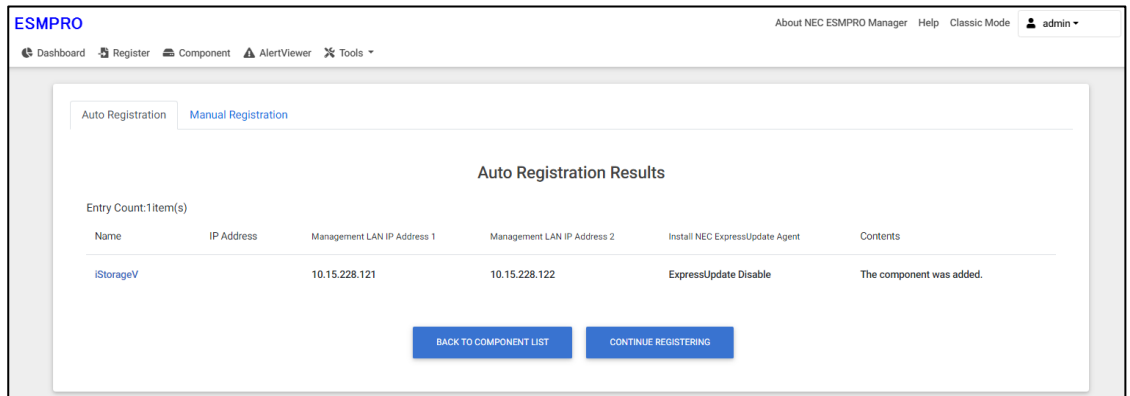 ESMPRO
About NEC ESMPRO Manager Help Classic Mode admin
Dashboard Register Component AlertViewer Tools
Auto Registration Manual Registration
Auto Registration Results
Entry Count:1item(s)
Name IP Address Management LAN IP Address 1 Management LAN IP Address 2 Install NEC ExpressUpdate Agent Contents
iStorageV 10.15.228.121 10.15.228.122 ExpressUpdate Disable The component was added.
BACK TO COMPONENT LIST CONTINUE REGISTERING